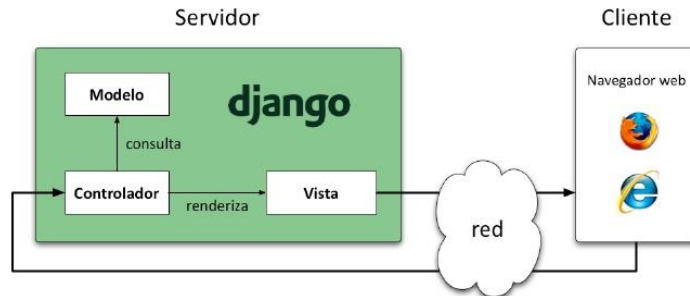 Servidor
Cliente
Modelo
django
Navegador web
consulta
Controlador
renderiza
Vista
red